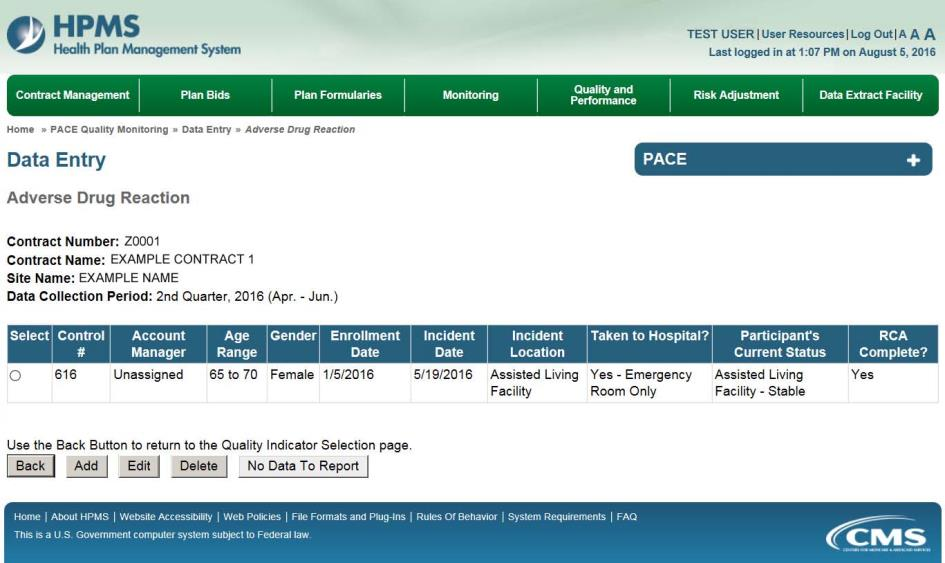 HPMS
Health Plan Management System
TEST USER | User Resources | Log Out | A A A
Last logged in at 1:07 PM on August 5, 2016
Contract Management Plan Bids Plan Formularies Monitoring Quality and Performance Risk Adjustment Data Extract Facility
Home » PACE Quality Monitoring » Data Entry » Adverse Drug Reaction
Data Entry
PACE +
Adverse Drug Reaction
Contract Number: Z0001
Contract Name: EXAMPLE CONTRACT 1
Site Name: EXAMPLE NAME
Data Collection Period: 2nd Quarter, 2016 (Apr. - Jun.)
Select Control # Account Manager Age Range Gender Enrollment Date Incident Date Incident Location Taken to Hospital? Participant's Current Status RCA Complete?
616 Unassigned 65 to 70 Female 1/5/2016 5/19/2016 Assisted Living Facility Yes - Emergency Room Only Assisted Living Facility - Stable Yes
Use the Back Button to return to the Quality Indicator Selection page.
Back Add Edit Delete No Data To Report
Home | About HPMS | Website Accessibility | Web Policies | File Formats and Plug-Ins | Rules Of Behavior | System Requirements | FAQ
This is a U.S. Government computer system subject to Federal law.
CMS
CENTERS FOR MEDICARE & MEDICAID SERVICES